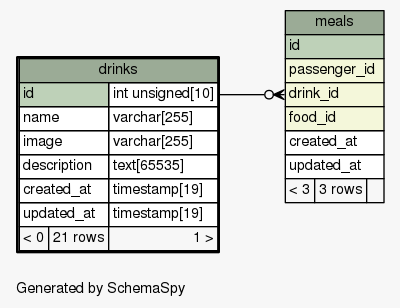 drinks
id int unsigned[10]
name varchar[255]
image varchar[255]
description text[65535]
created_at timestamp[19]
updated_at timestamp[19]
< 0 21 rows 1 >
meals
id
passenger_id
drink_id
food_id
created_at
updated_at
< 3 3 rows
Generated by SchemaSpy